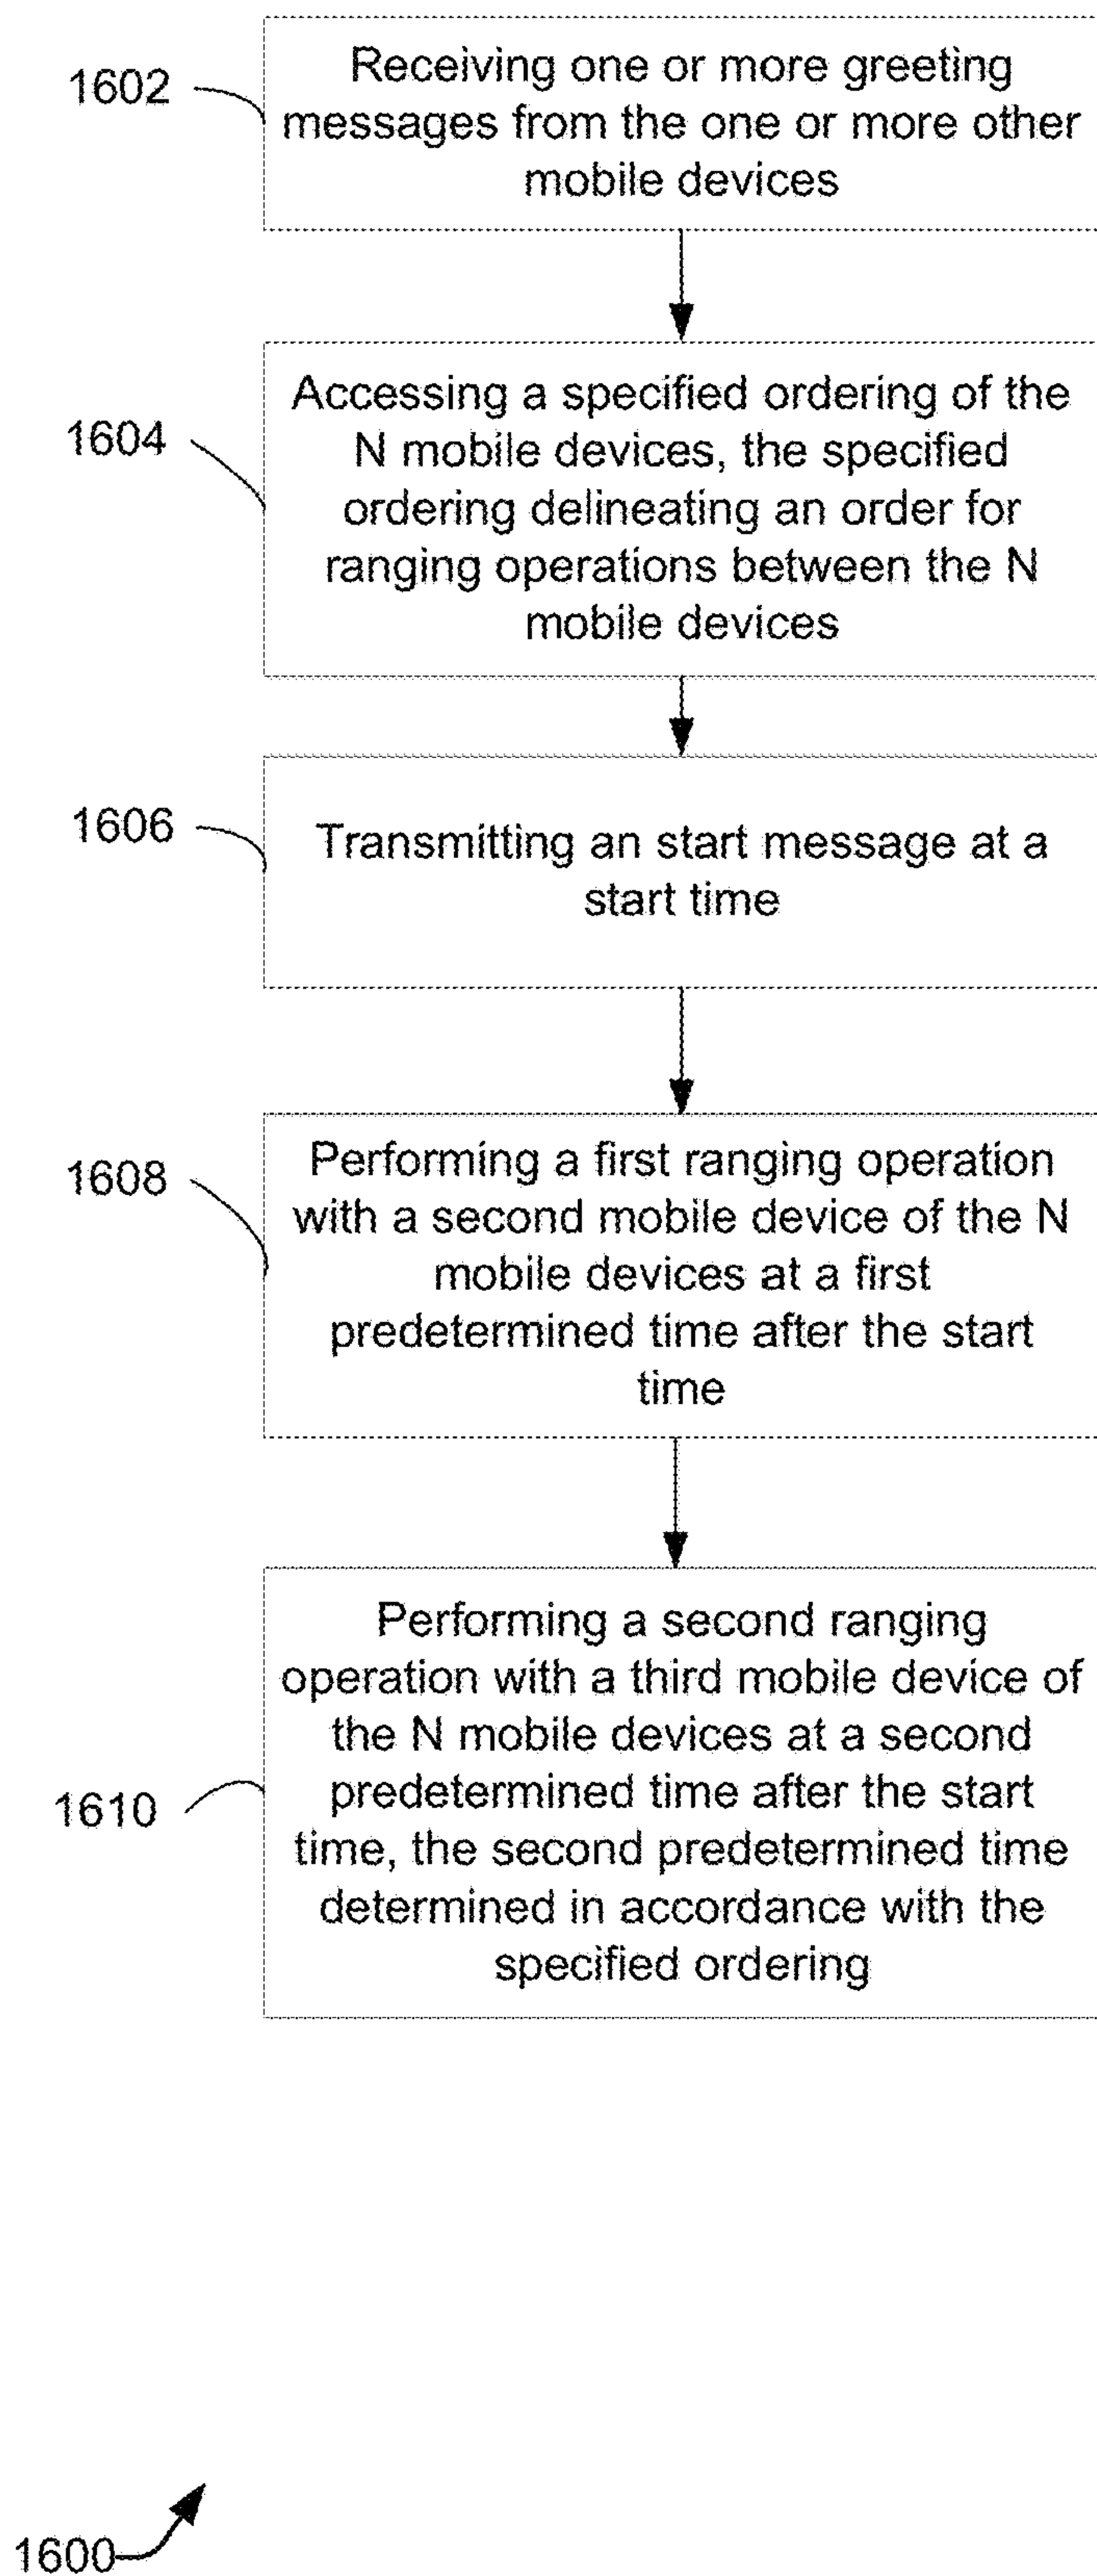 1602
Receiving one or more greeting
messages from the one or more other
mobile devices
1604
Accessing a specified ordering of the
N mobile devices, the specified
ordering delineating an order for
ranging operations between the N
mobile devices
1606
Transmitting an start message at a
start time
1608
Performing a first ranging operation
with a second mobile device of the N
mobile devices at a first
predetermined time after the start
time
1610
Performing a second ranging
operation with a third mobile device of
the N mobile devices at a second
predetermined time after the start
time, the second predetermined time
determined in accordance with the
specified ordering
1600